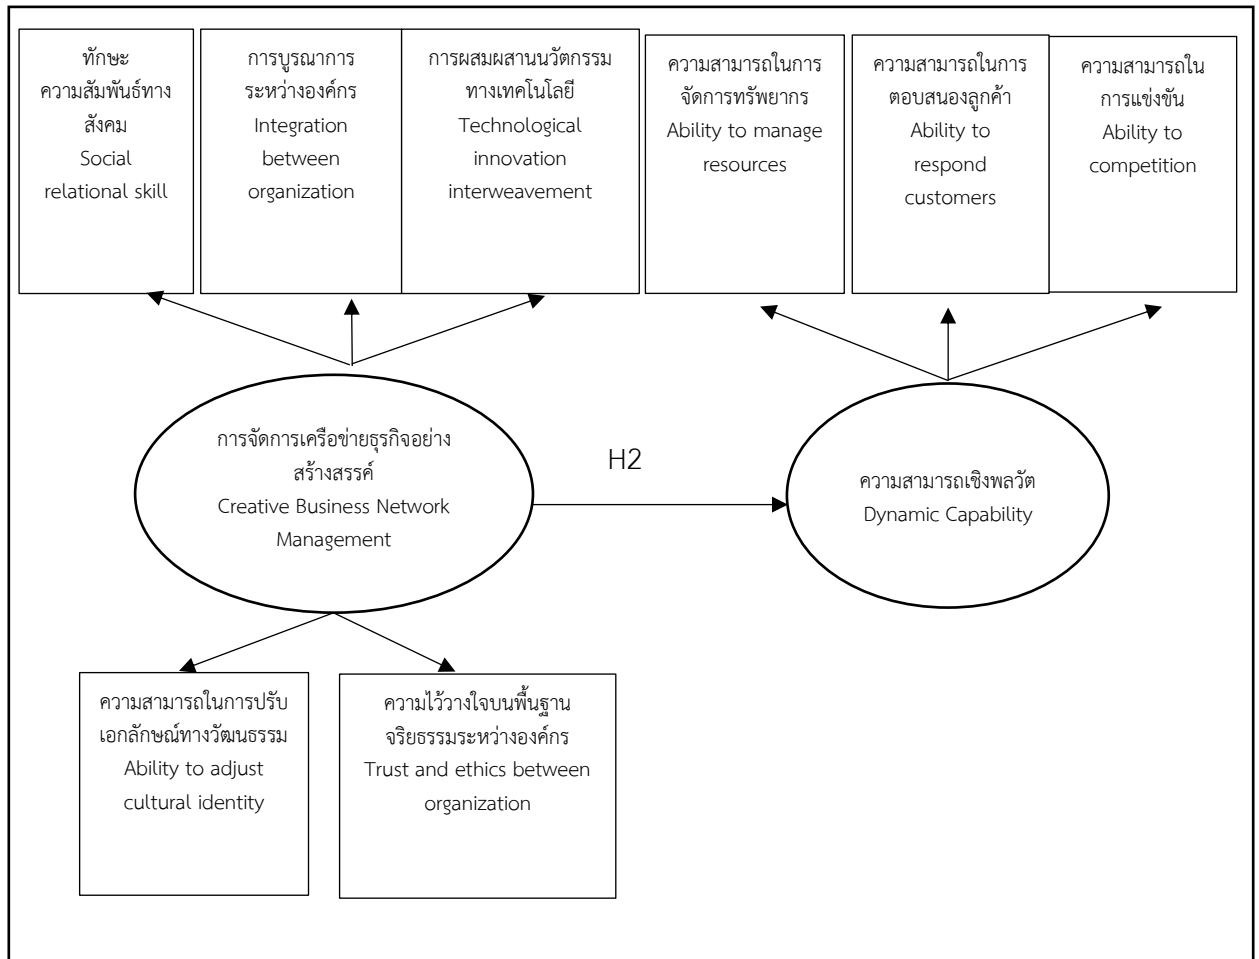 ทักษะ
ความสัมพันธ์ทาง
สังคม
Social
relational skill
การบูรณาการ
ระหว่างองค์กร
Integration
between
organization
การผสมผสานนวัตกรรม
ทางเทคโนโลยี
Technological
innovation
interweavement
ความสามารถในการ
จัดการทรัพยากร
Ability to manage
resources
ความสามารถในการ
ตอบสนองลูกค้า
Ability to
respond
customers
ความสามารถใน
การแข่งขัน
Ability to
competition
การจัดการเครือข่ายธุรกิจอย่าง
สร้างสรรค์
Creative Business Network
Management
H2
ความสามารถเชิงพลวัต
Dynamic Capability
ความสามารถในการปรับ
เอกลักษณ์ทางวัฒนธรรม
Ability to adjust
cultural identity
ความไว้วางใจบนพื้นฐาน
จริยธรรมระหว่างองค์กร
Trust and ethics between
organization